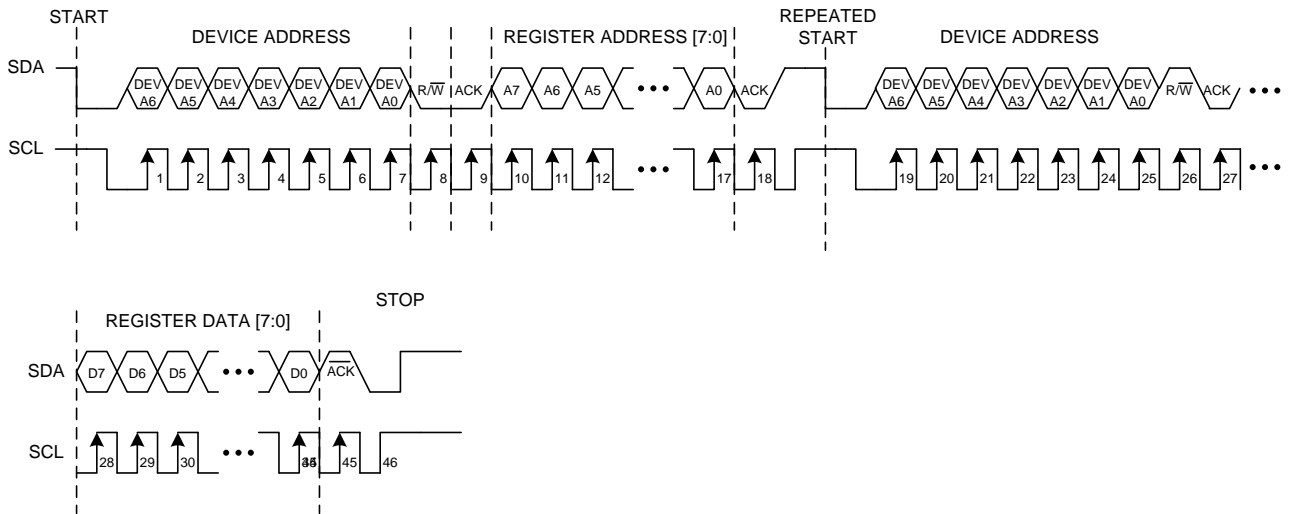 START
REPEATED
START
DEVICE ADDRESS
REGISTER ADDRESS [7:0]
DEVICE ADDRESS
SDA
DEV A6 DEV A5 DEV A4 DEV A3 DEV A2 DEV A1 DEV A0 R/W̅ ACK A7 A6 A5 ••• A0 ACK DEV A6 DEV A5 DEV A4 DEV A3 DEV A2 DEV A1 DEV A0 R/W̅ ACK •••
SCL
1 2 3 4 5 6 7 8 9 10 11 12 ••• 17 18 19 20 21 22 23 24 25 26 27 •••
STOP
REGISTER DATA [7:0]
SDA
D7 D6 D5 ••• D0 A̅C̅K̅
SCL
28 29 30 ••• 45 46